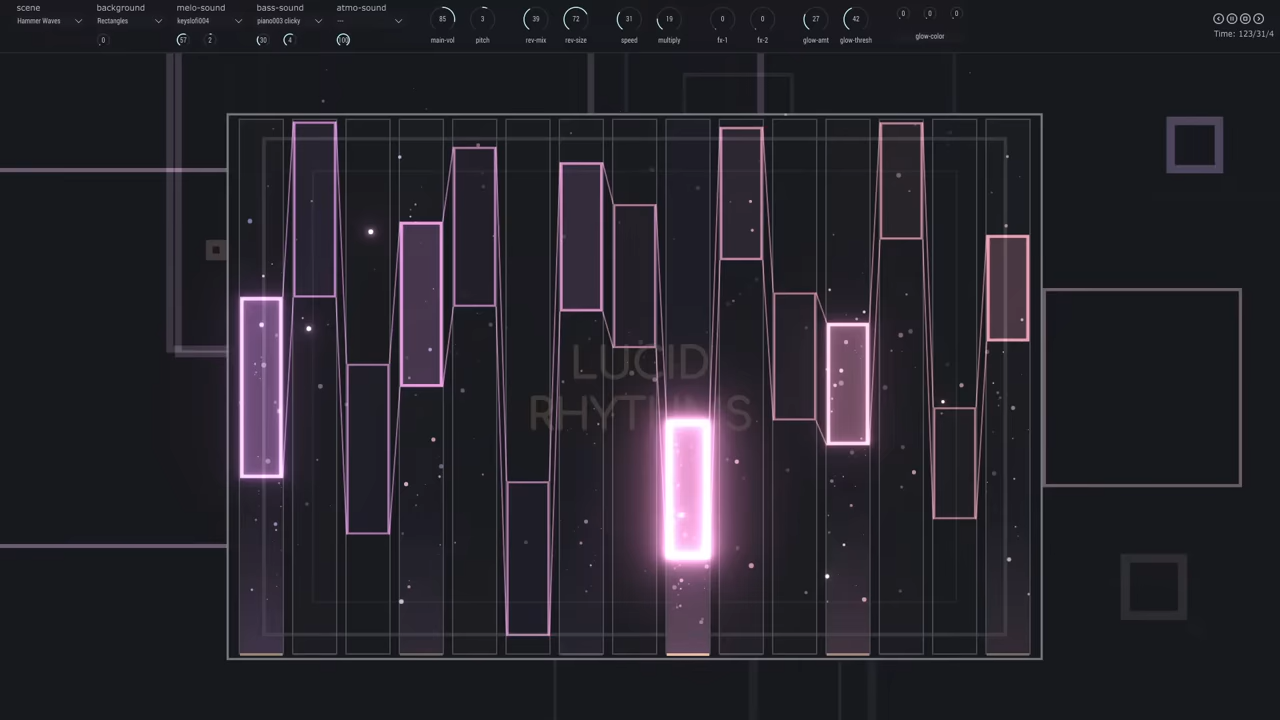 scene background melo-sound bass-sound atmo-sound
Hammer Waves Rectangles keyslofi004 piano003 clicky ---
0 57 2 30 4 100
85 3 39 72 31 19 0 0 27 42 0 0 0
main-vol pitch rev-mix rev-size speed multiply fx-1 fx-2 glow-amt glow-thresh glow-color
Time: 123/31/4
LUCID
RHYTHMS